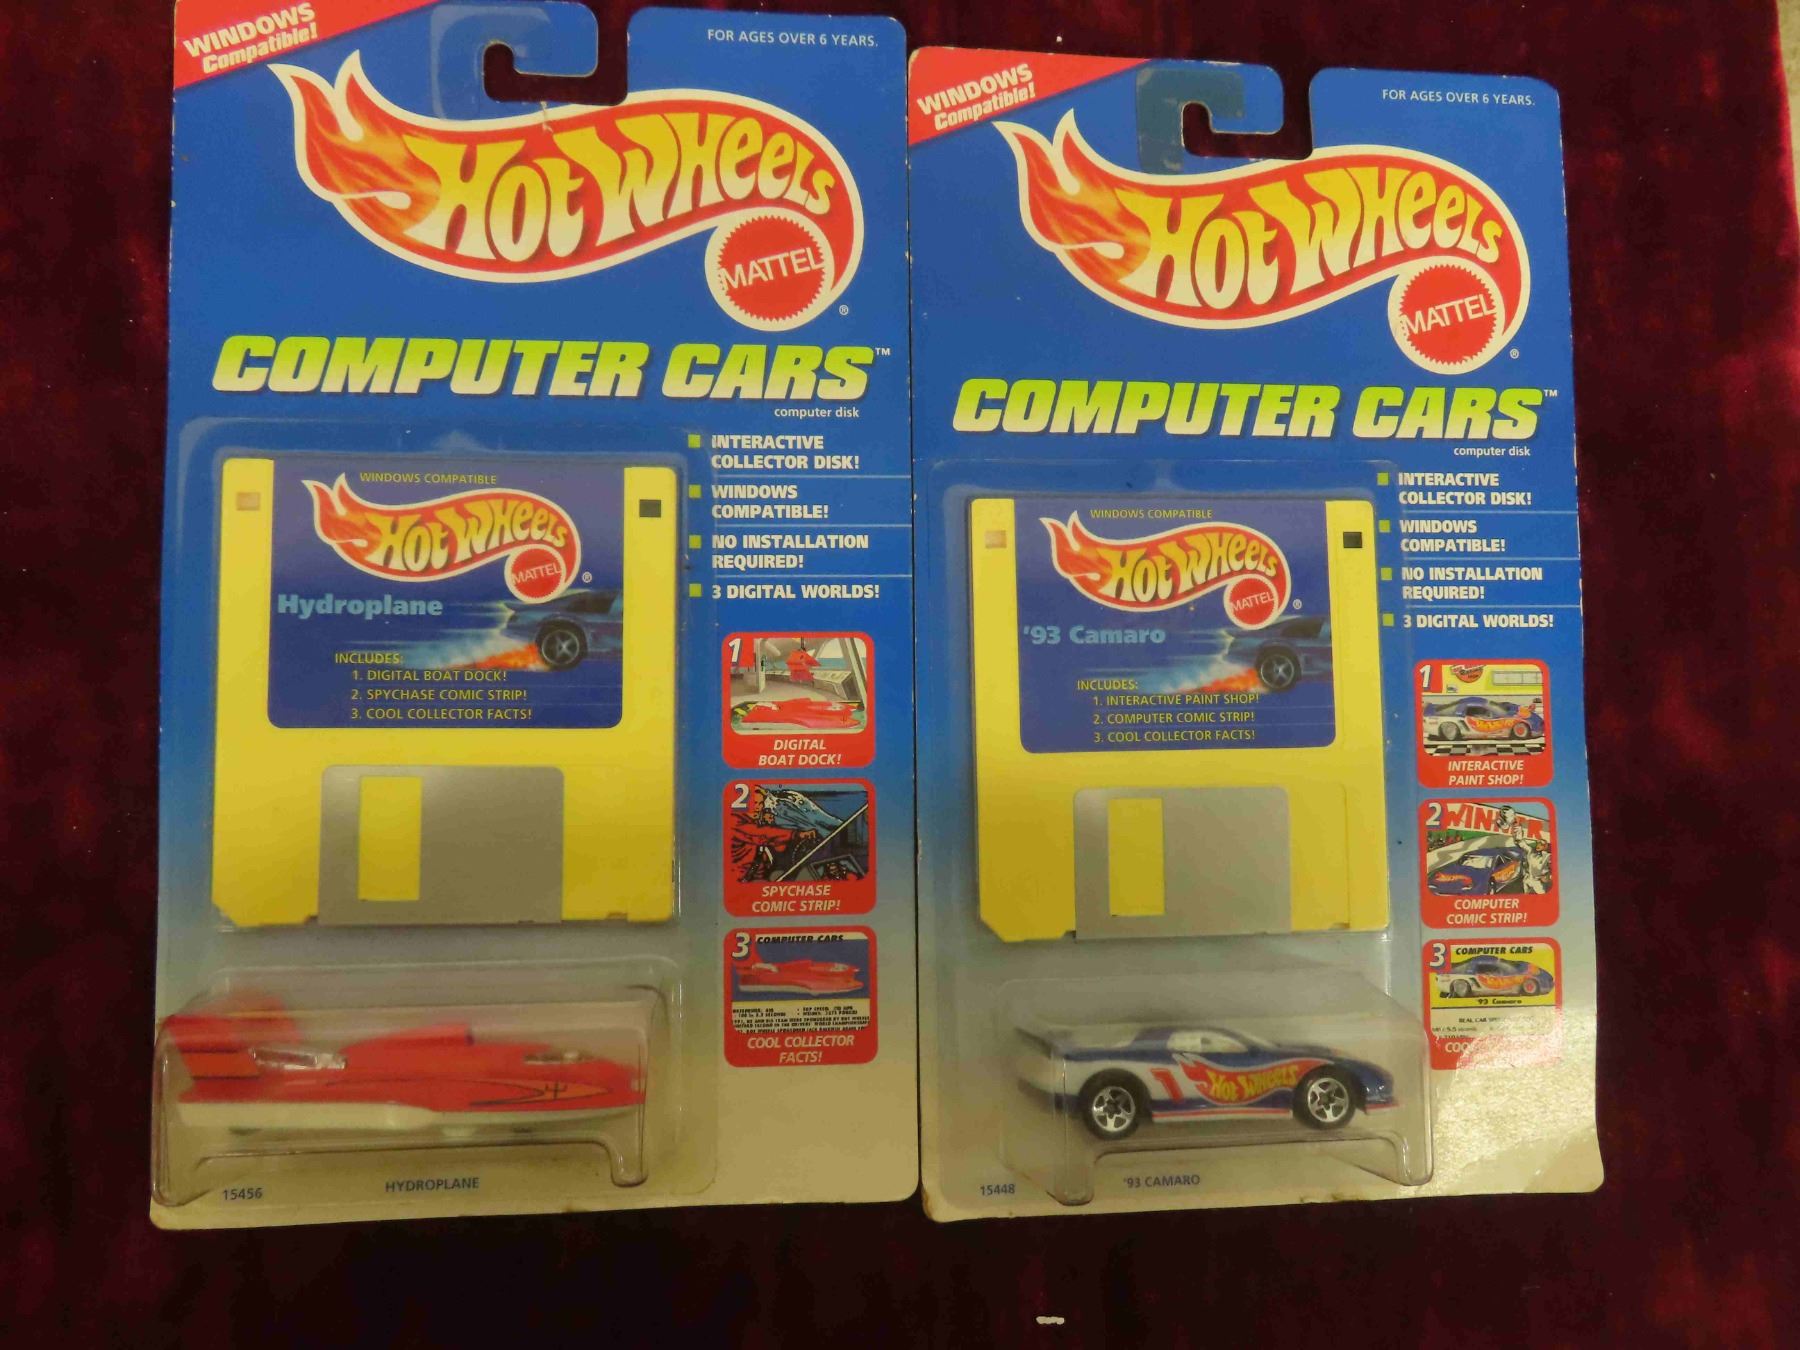 WINDOWS
Compatible!
FOR AGES OVER 6 YEARS.
HOT WHEELS
MATTEL
®
COMPUTER CARS™
computer disk
INTERACTIVE
COLLECTOR DISK!
WINDOWS
COMPATIBLE!
NO INSTALLATION
REQUIRED!
3 DIGITAL WORLDS!
WINDOWS COMPATIBLE
HOT WHEELS
MATTEL
®
Hydroplane
INCLUDES:
1. DIGITAL BOAT DOCK!
2. SPYCHASE COMIC STRIP!
3. COOL COLLECTOR FACTS!
1
DIGITAL
BOAT DOCK!
2
SPYCHASE
COMIC STRIP!
3
COMPUTER CARS
COOL COLLECTOR
FACTS!
15456
HYDROPLANE
WINDOWS
Compatible!
FOR AGES OVER 6 YEARS.
HOT WHEELS
MATTEL
®
COMPUTER CARS™
computer disk
INTERACTIVE
COLLECTOR DISK!
WINDOWS
COMPATIBLE!
NO INSTALLATION
REQUIRED!
3 DIGITAL WORLDS!
WINDOWS COMPATIBLE
HOT WHEELS
MATTEL
®
'93 Camaro
INCLUDES:
1. INTERACTIVE PAINT SHOP!
2. COMPUTER COMIC STRIP!
3. COOL COLLECTOR FACTS!
1
INTERACTIVE
PAINT SHOP!
2
WINNER
COMPUTER
COMIC STRIP!
3
COMPUTER CARS
'93 Camaro
1
HOT WHEELS
15448
'93 CAMARO